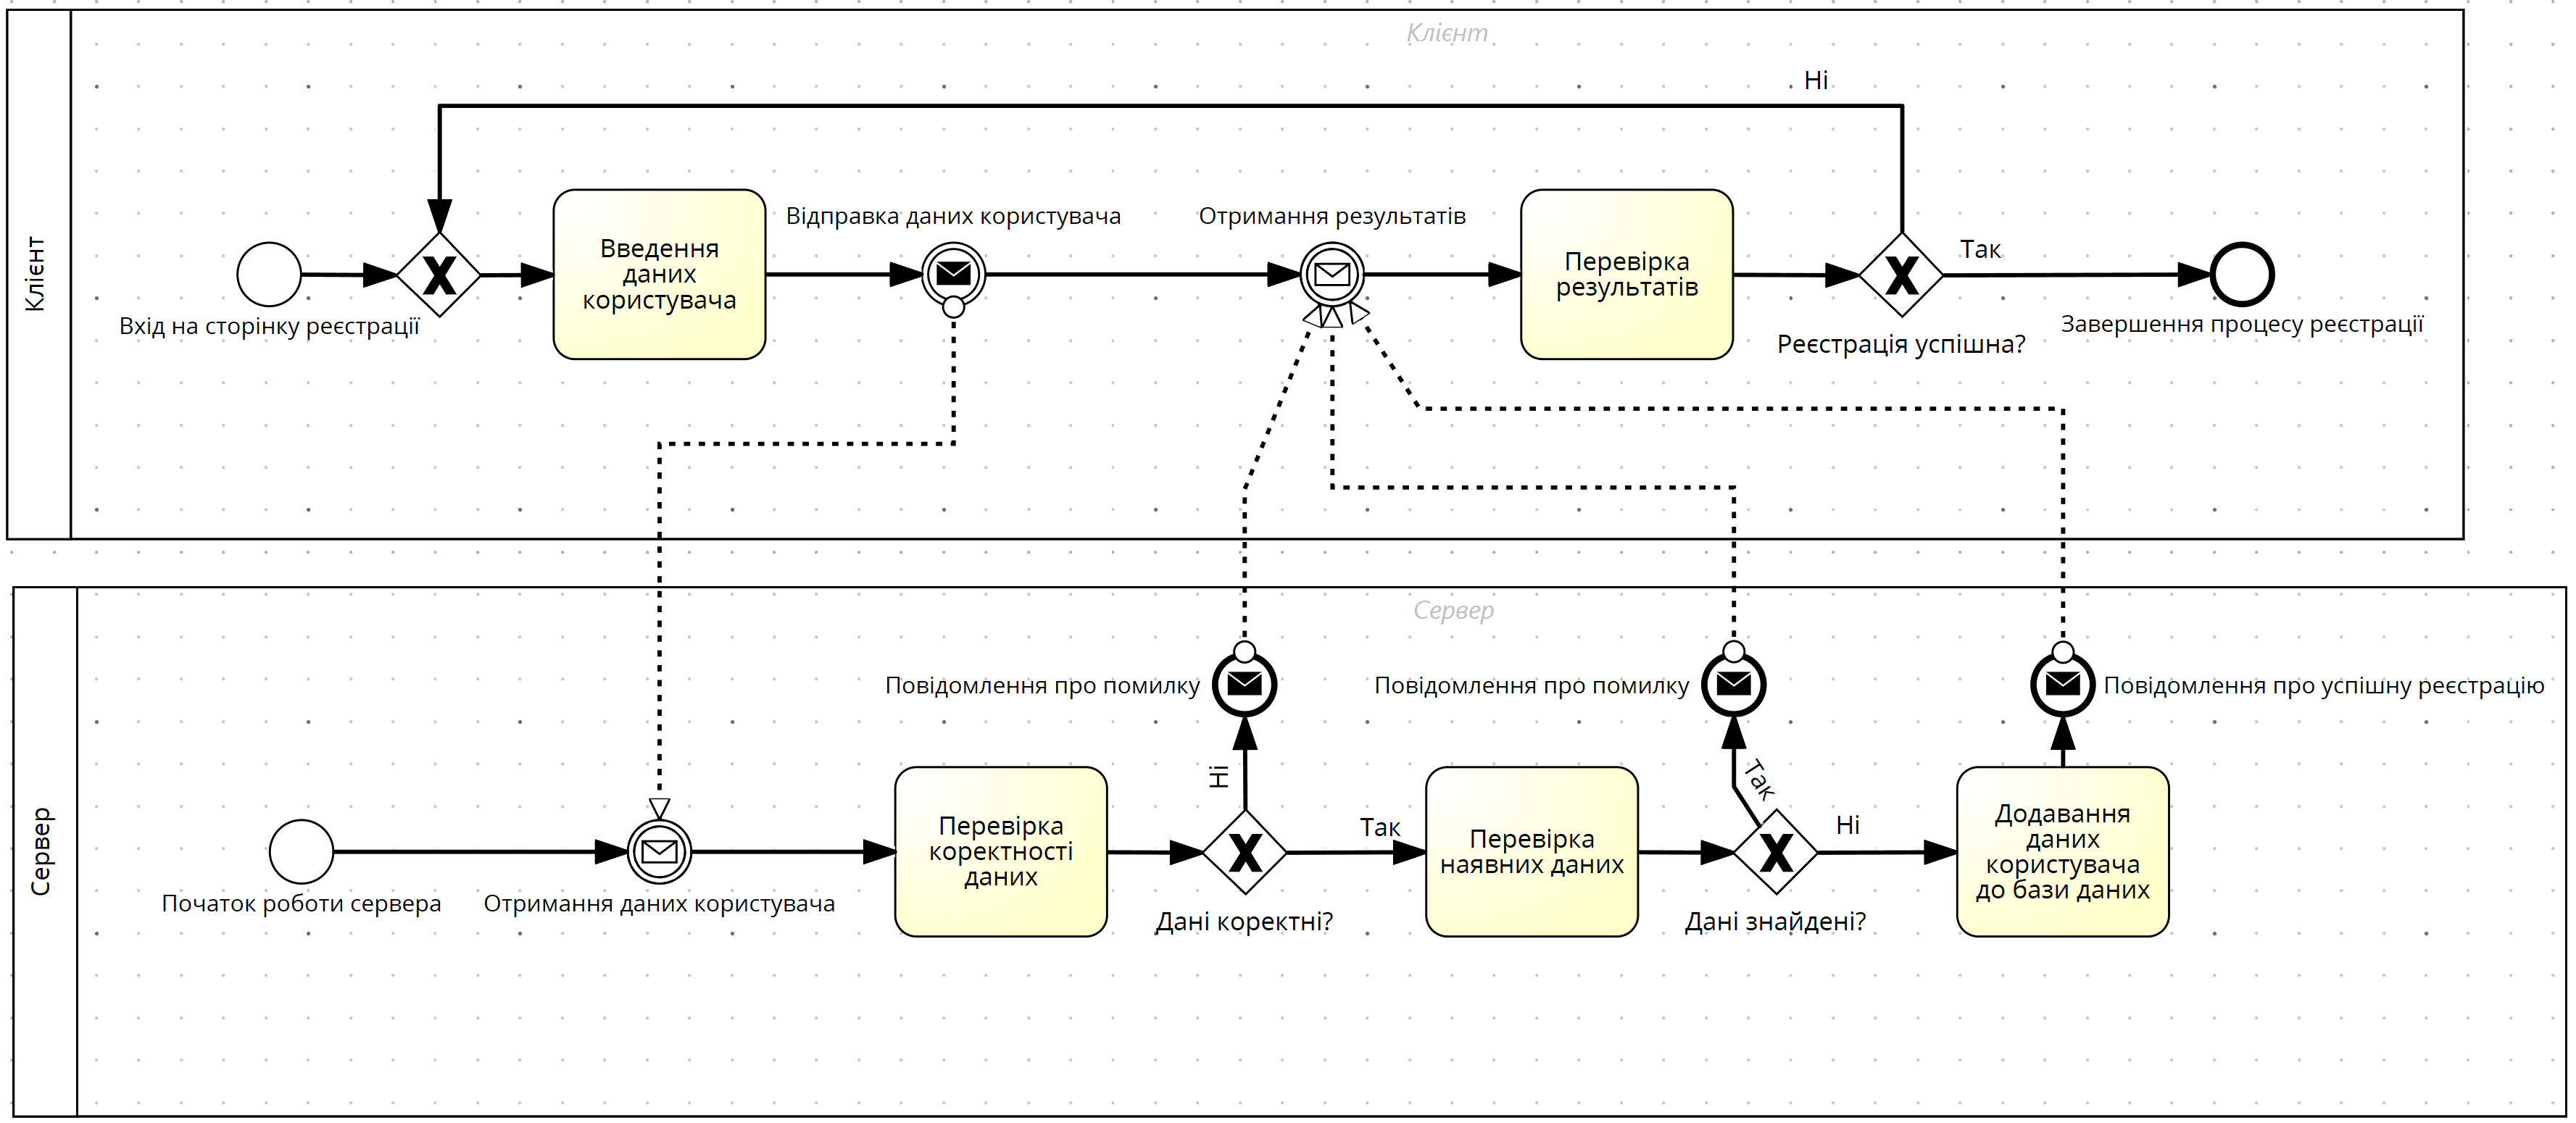 Клієнт
Клієнт
Ні
Введення
даних
користувача
Відправка даних користувача
Отримання результатів
Перевірка
результатів
Так
Вхід на сторінку реєстрації
Реєстрація успішна?
Завершення процесу реєстрації
Сервер
Сервер
Повідомлення про помилку
Повідомлення про помилку
Повідомлення про успішну реєстрацію
Ні
Так
Початок роботи сервера
Отримання даних користувача
Перевірка
коректності
даних
Дані коректні?
Так
Перевірка
наявних даних
Дані знайдені?
Ні
Додавання
даних
користувача
до бази даних